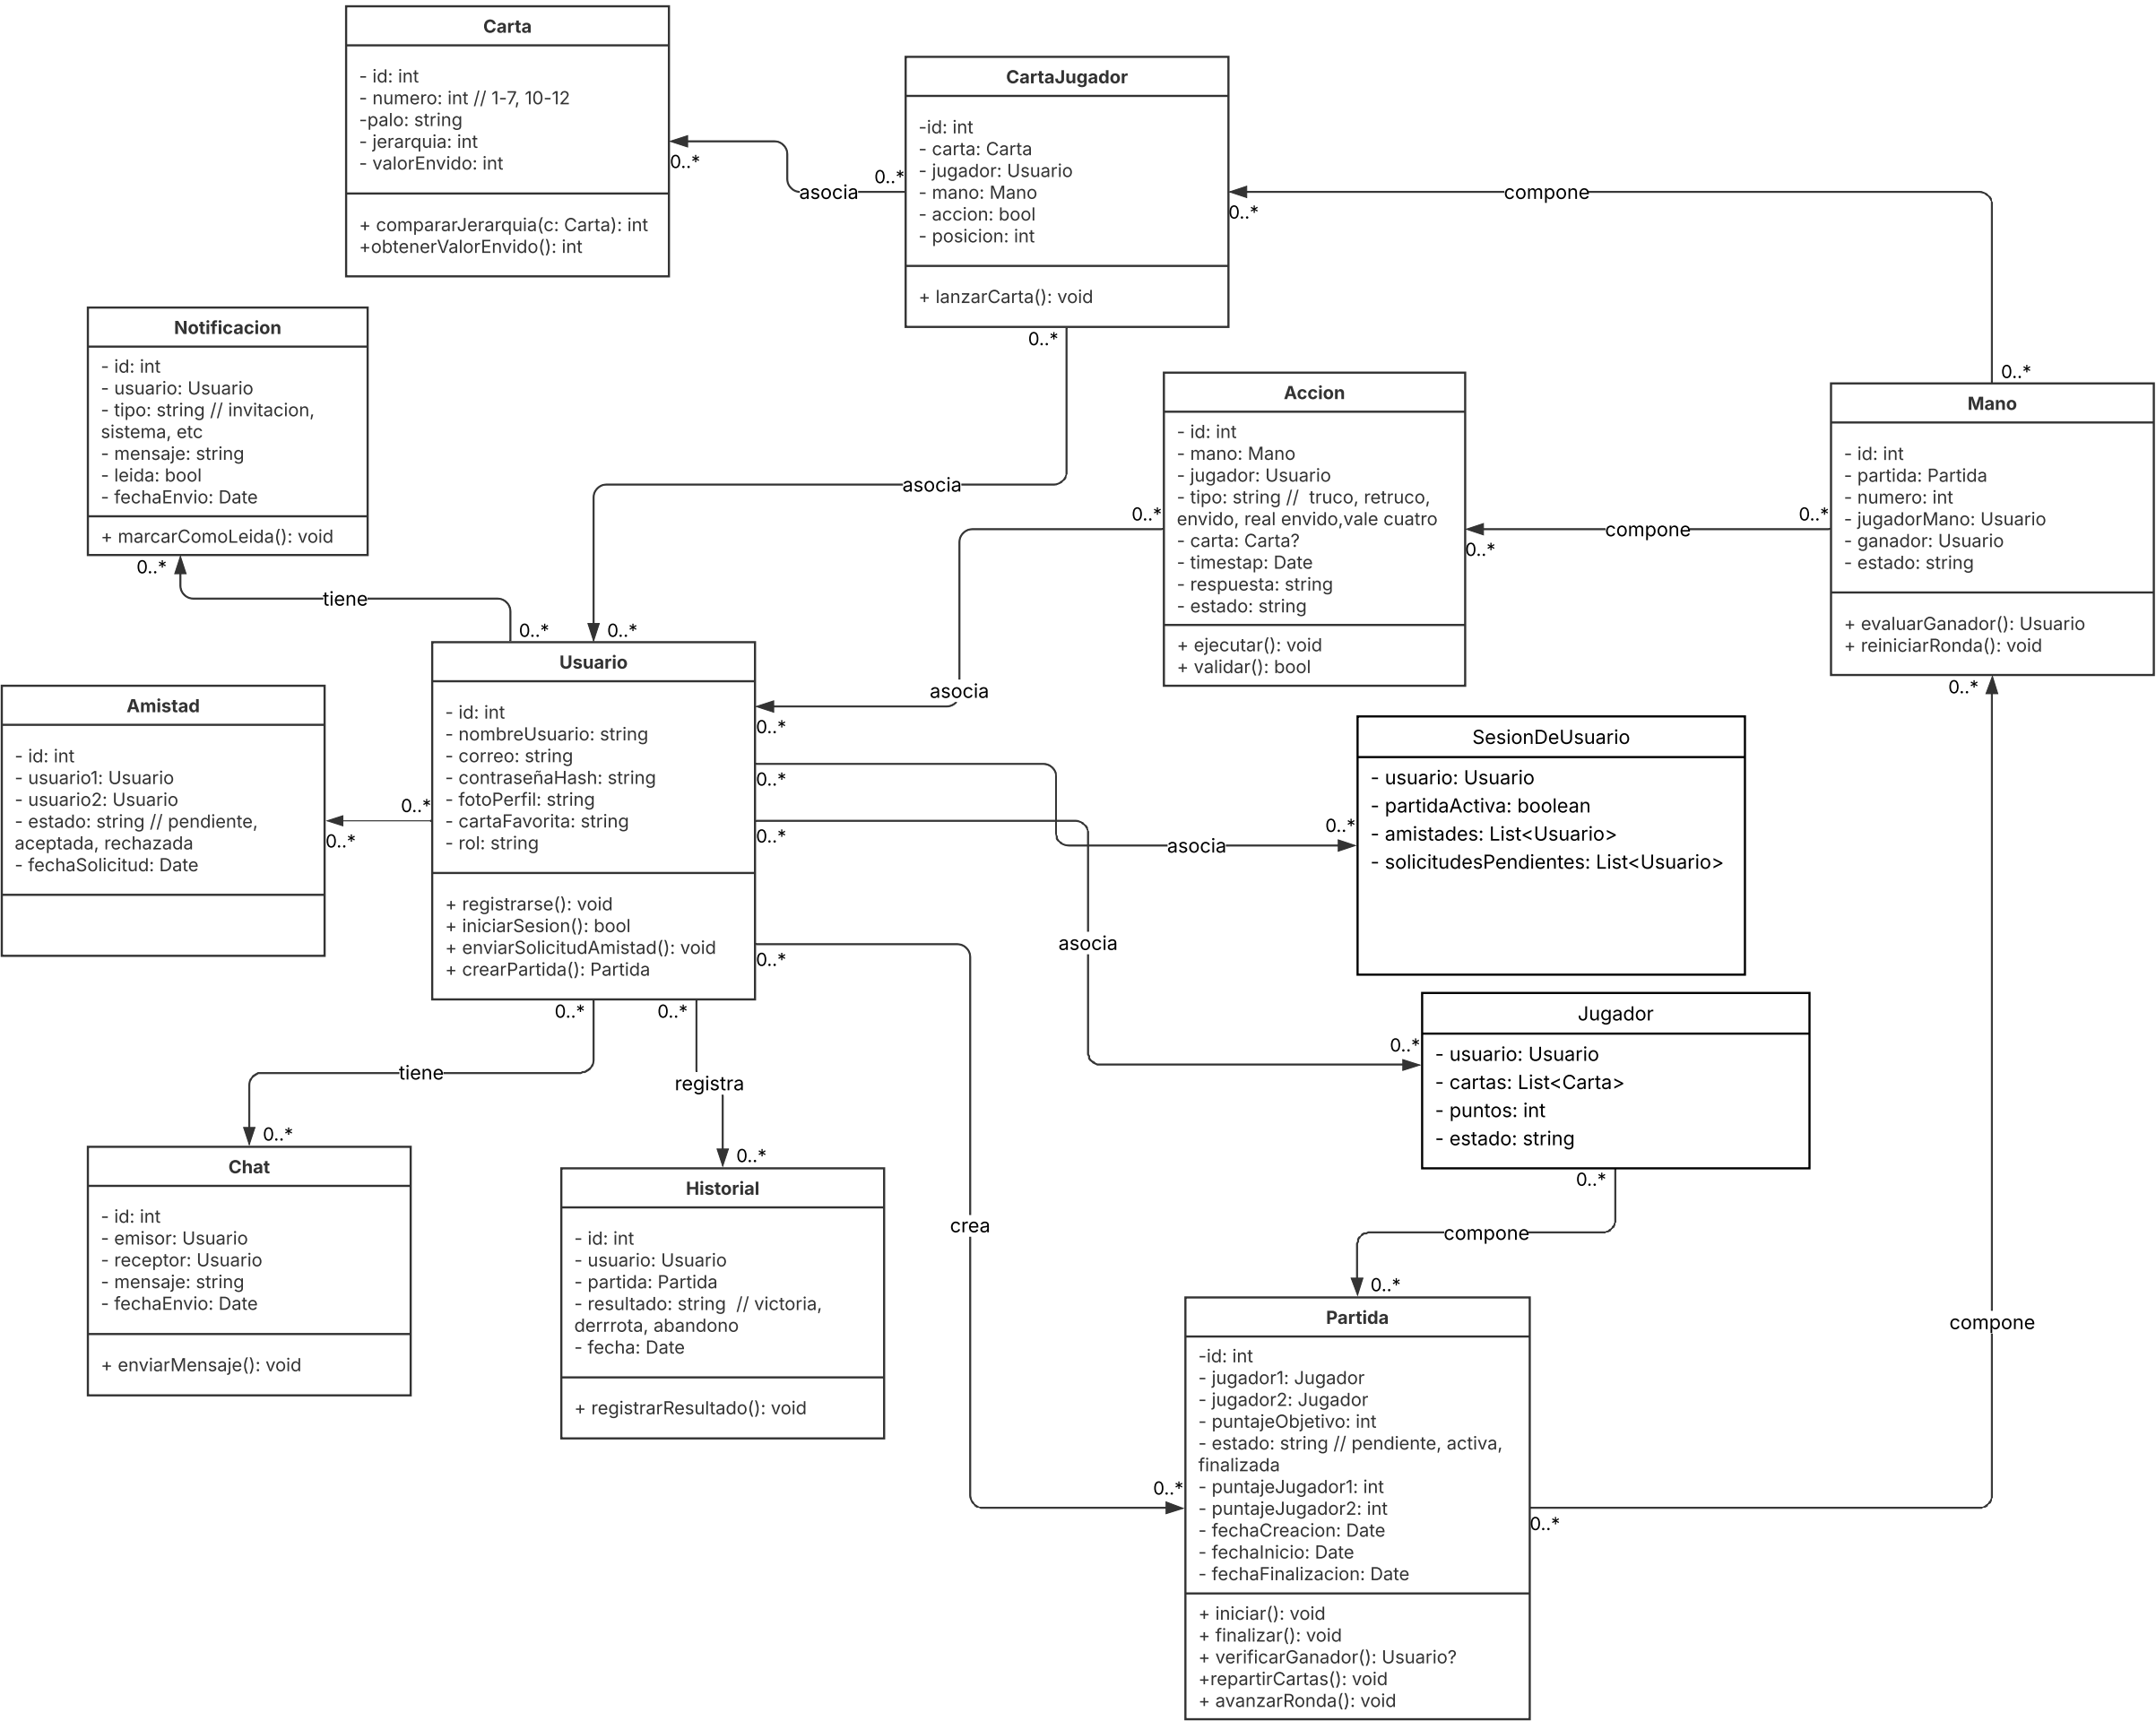 Carta
- id: int
- numero: int // 1-7, 10-12
-palo: string
- jerarquia: int
- valorEnvido: int
+ compararJerarquia(c: Carta): int
+obtenerValorEnvido(): int
0..*
asocia
0..*
CartaJugador
-id: int
- carta: Carta
- jugador: Usuario
- mano: Mano
- accion: bool
- posicion: int
+ lanzarCarta(): void
0..*
compone
0..*
0..*
asocia
0..*
Notificacion
- id: int
- usuario: Usuario
- tipo: string // invitacion,
sistema, etc
- mensaje: string
- leida: bool
- fechaEnvio: Date
+ marcarComoLeida(): void
0..*
tiene
0..*
Accion
- id: int
- mano: Mano
- jugador: Usuario
- tipo: string //  truco, retruco,
envido, real envido,vale cuatro
- carta: Carta?
- timestap: Date
- respuesta: string
- estado: string
+ ejecutar(): void
+ validar(): bool
0..*
asocia
0..*
0..*
compone
0..*
Mano
- id: int
- partida: Partida
- numero: int
- jugadorMano: Usuario
- ganador: Usuario
- estado: string
+ evaluarGanador(): Usuario
+ reiniciarRonda(): void
0..*
Usuario
- id: int
- nombreUsuario: string
- correo: string
- contraseñaHash: string
- fotoPerfil: string
- cartaFavorita: string
- rol: string
+ registrarse(): void
+ iniciarSesion(): bool
+ enviarSolicitudAmistad(): void
+ crearPartida(): Partida
Amistad
- id: int
- usuario1: Usuario
- usuario2: Usuario
- estado: string // pendiente,
aceptada, rechazada
- fechaSolicitud: Date
0..*
0..*
0..*
asocia
0..*
SesionDeUsuario
- usuario: Usuario
- partidaActiva: boolean
- amistades: List<Usuario>
- solicitudesPendientes: List<Usuario>
0..*
asocia
0..*
Jugador
- usuario: Usuario
- cartas: List<Carta>
- puntos: int
- estado: string
0..*
compone
0..*
0..*
crea
0..*
0..*
tiene
0..*
0..*
registra
0..*
Chat
- id: int
- emisor: Usuario
- receptor: Usuario
- mensaje: string
- fechaEnvio: Date
+ enviarMensaje(): void
Historial
- id: int
- usuario: Usuario
- partida: Partida
- resultado: string  // victoria,
derrrota, abandono
- fecha: Date
+ registrarResultado(): void
Partida
-id: int
- jugador1: Jugador
- jugador2: Jugador
- puntajeObjetivo: int
- estado: string // pendiente, activa,
finalizada
- puntajeJugador1: int
- puntajeJugador2: int
- fechaCreacion: Date
- fechaInicio: Date
- fechaFinalizacion: Date
+ iniciar(): void
+ finalizar(): void
+ verificarGanador(): Usuario?
+repartirCartas(): void
+ avanzarRonda(): void
compone
0..*